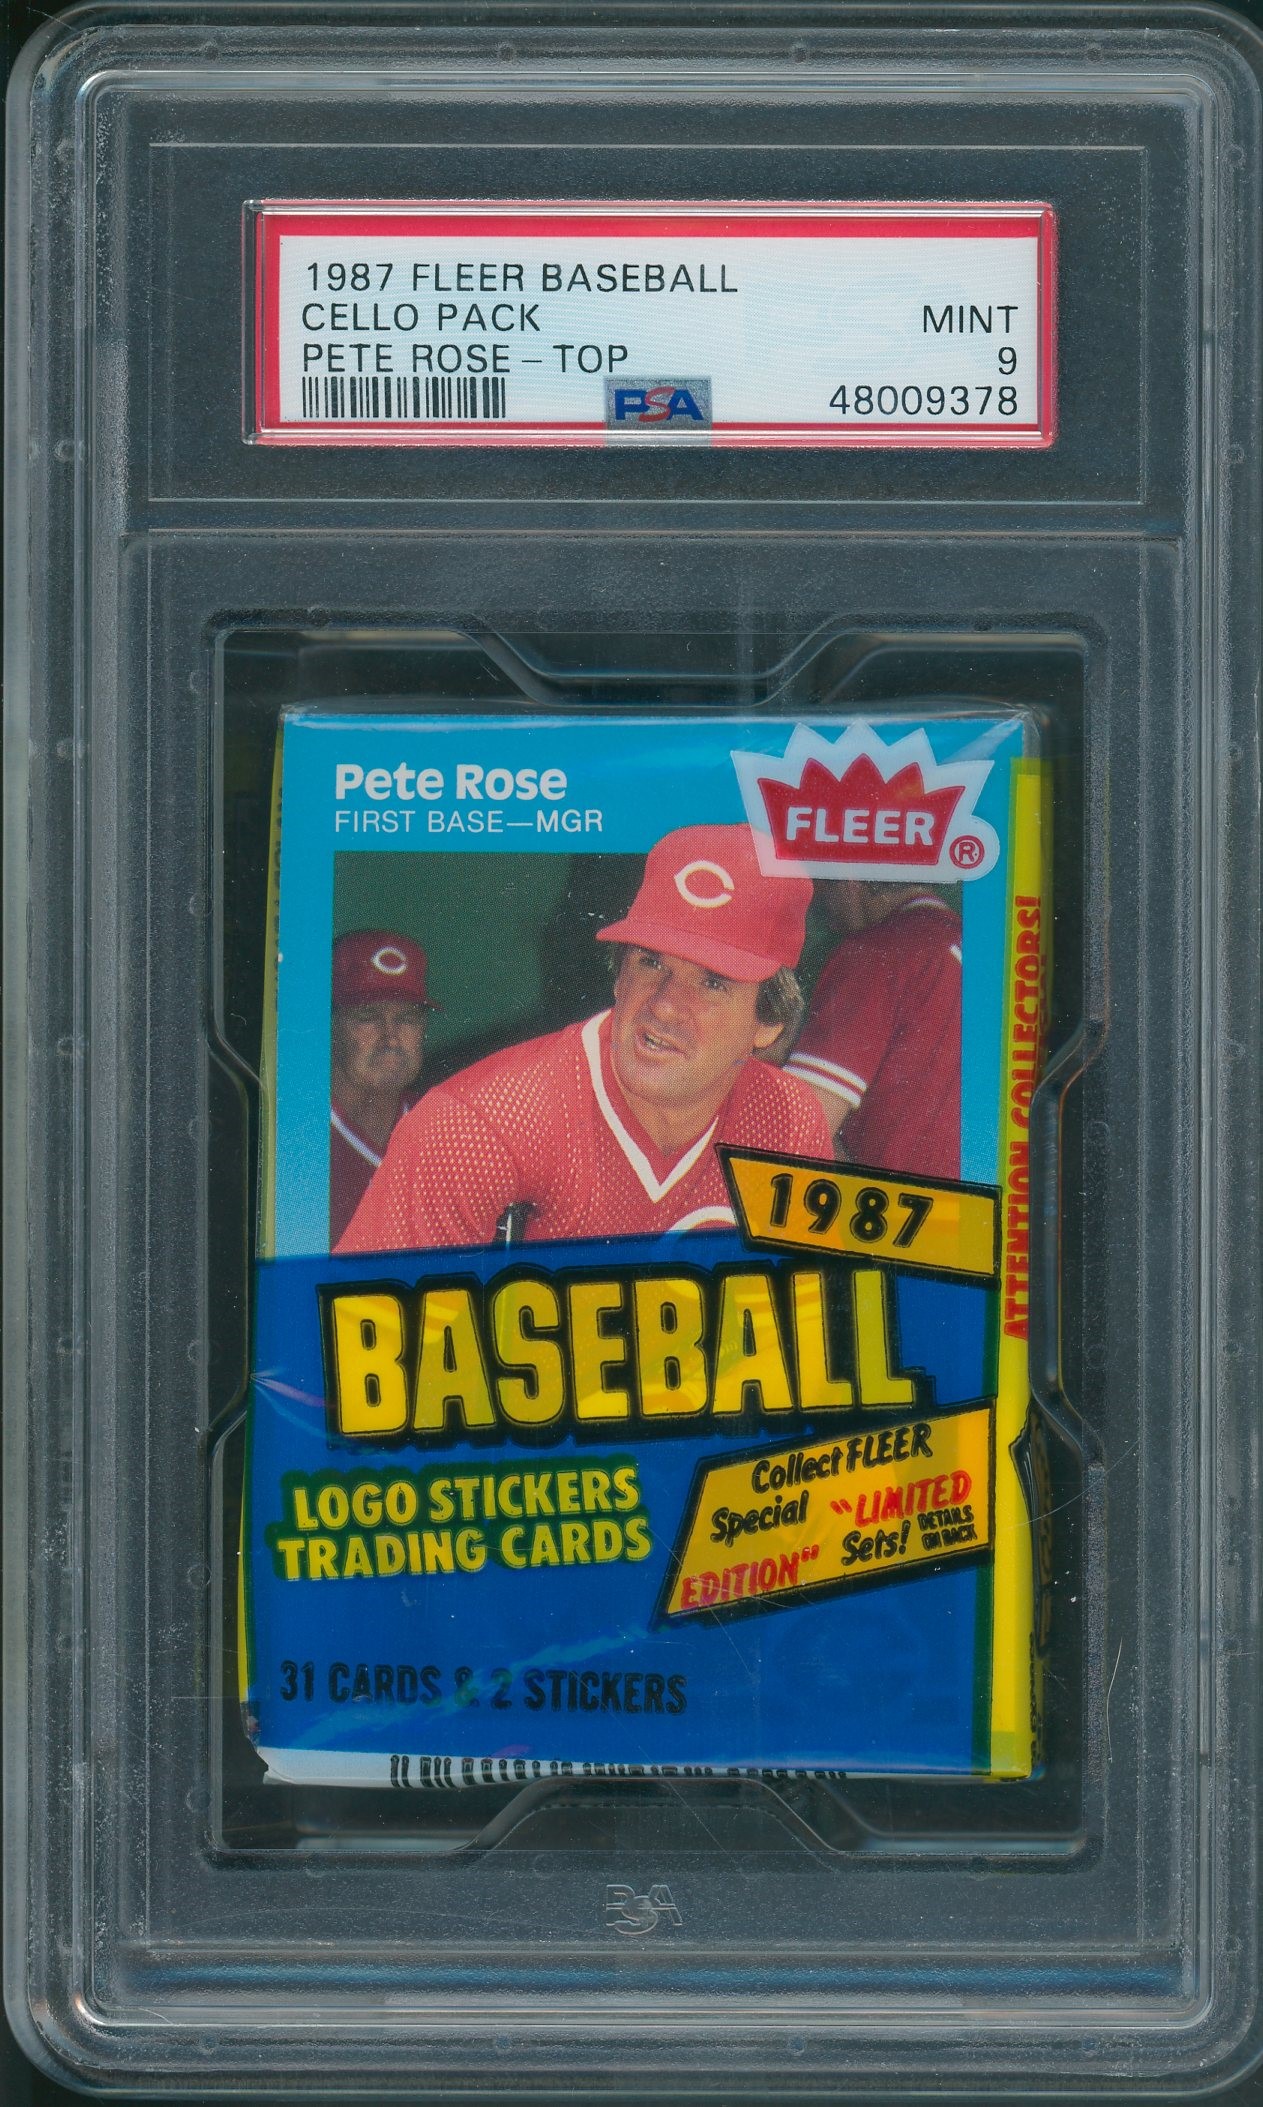 1987 FLEER BASEBALL
CELLO PACK
MINT
PETE ROSE – TOP
9
PSA
48009378
Pete Rose
FIRST BASE—MGR
FLEER®
C
C
ATTENTION COLLECTORS!
1987
BASEBALL
LOGO STICKERS
TRADING CARDS
Collect FLEER
Special "LIMITED
EDITION" Sets!
DETAILS
ON BACK
31 CARDS & 2 STICKERS
PSA